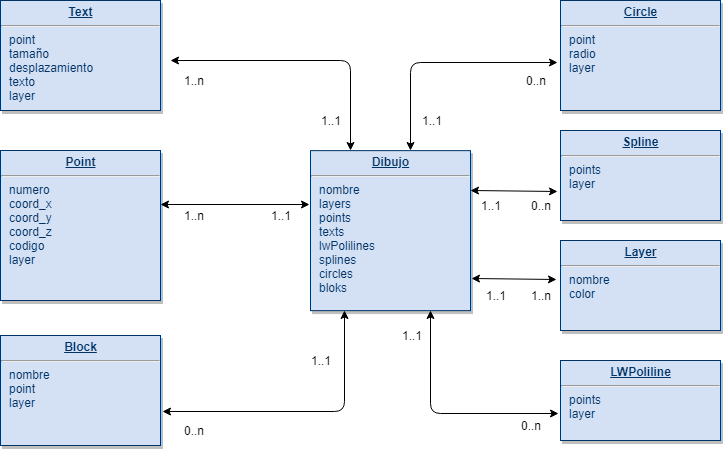 Text
point
tamaño
desplazamiento
texto
layer
1..n
1..1
Circle
point
radio
layer
0..n
1..1
Point
numero
coord_x
coord_y
coord_z
codigo
layer
1..n
1..1
Dibujo
nombre
layers
points
texts
lwPolilines
splines
circles
bloks
Spline
points
layer
1..1
0..n
Layer
nombre
color
1..1
1..n
Block
nombre
point
layer
1..1
0..n
LWPoliline
points
layer
1..1
0..n